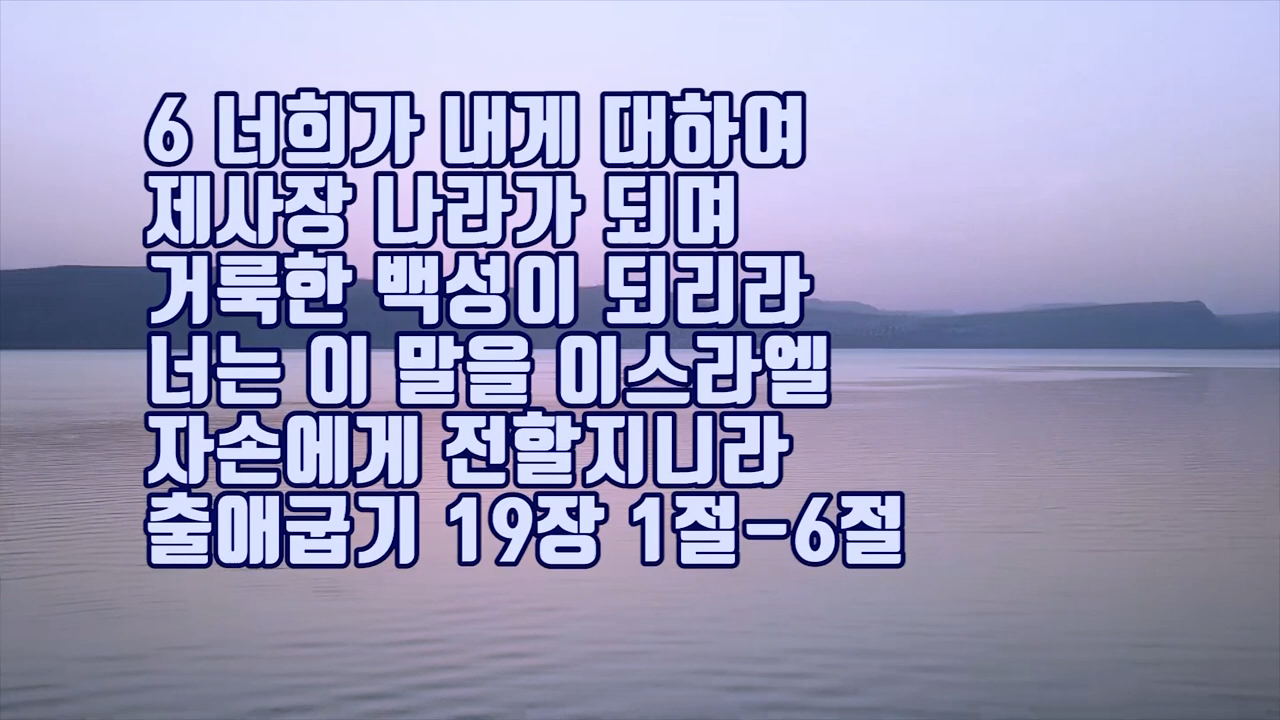 6 너희가 내게 대하여
제사장 나라가 되며
거룩한 백성이 되리라
너는 이 말을 이스라엘
자손에게 전할지니라
출애굽기 19장 1절-6절